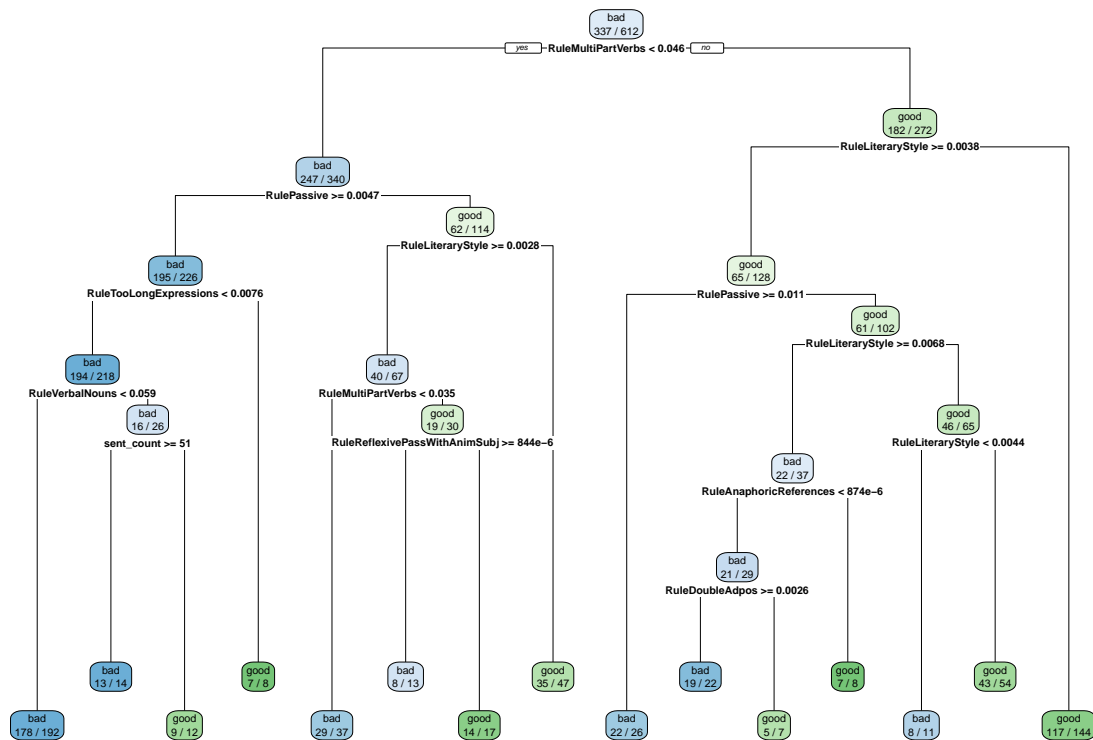 bad
337 / 612
yes RuleMultiPartVerbs < 0.046 no
good
182 / 272
RuleLiteraryStyle >= 0.0038
bad
247 / 340
RulePassive >= 0.0047
good
62 / 114
RuleLiteraryStyle >= 0.0028
bad
195 / 226
RuleTooLongExpressions < 0.0076
good
65 / 128
RulePassive >= 0.011
good
61 / 102
RuleLiteraryStyle >= 0.0068
bad
194 / 218
RuleVerbalNouns < 0.059
bad
40 / 67
RuleMultiPartVerbs < 0.035
bad
16 / 26
sent_count >= 51
good
19 / 30
RuleReflexivePassWithAnimSubj >= 844e−6
good
46 / 65
RuleLiteraryStyle < 0.0044
bad
22 / 37
RuleAnaphoricReferences < 874e−6
bad
21 / 29
RuleDoubleAdpos >= 0.0026
bad
13 / 14
good
7 / 8
bad
8 / 13
good
35 / 47
bad
19 / 22
good
7 / 8
good
43 / 54
bad
178 / 192
good
9 / 12
bad
29 / 37
good
14 / 17
bad
22 / 26
good
5 / 7
bad
8 / 11
good
117 / 144